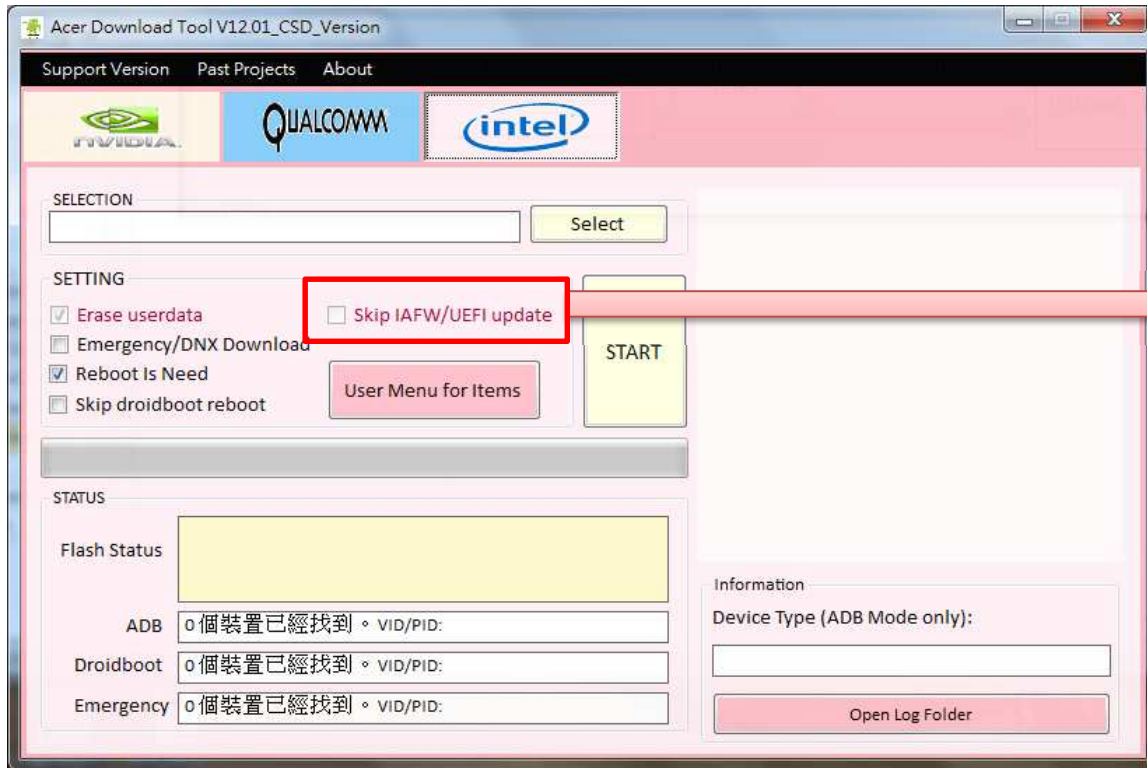 Acer Download Tool V12.01_CSD_Version
Support Version Past Projects About
NVIDIA. QUALCOMM intel
SELECTION
Select
SETTING
Erase userdata
Skip IAFW/UEFI update
Emergency/DNX Download
Reboot Is Need
Skip droidboot reboot
User Menu for Items
START
STATUS
Flash Status
ADB 0 個裝置已經找到。VID/PID:
Droidboot 0 個裝置已經找到。VID/PID:
Emergency 0 個裝置已經找到。VID/PID:
Information
Device Type (ADB Mode only):
Open Log Folder